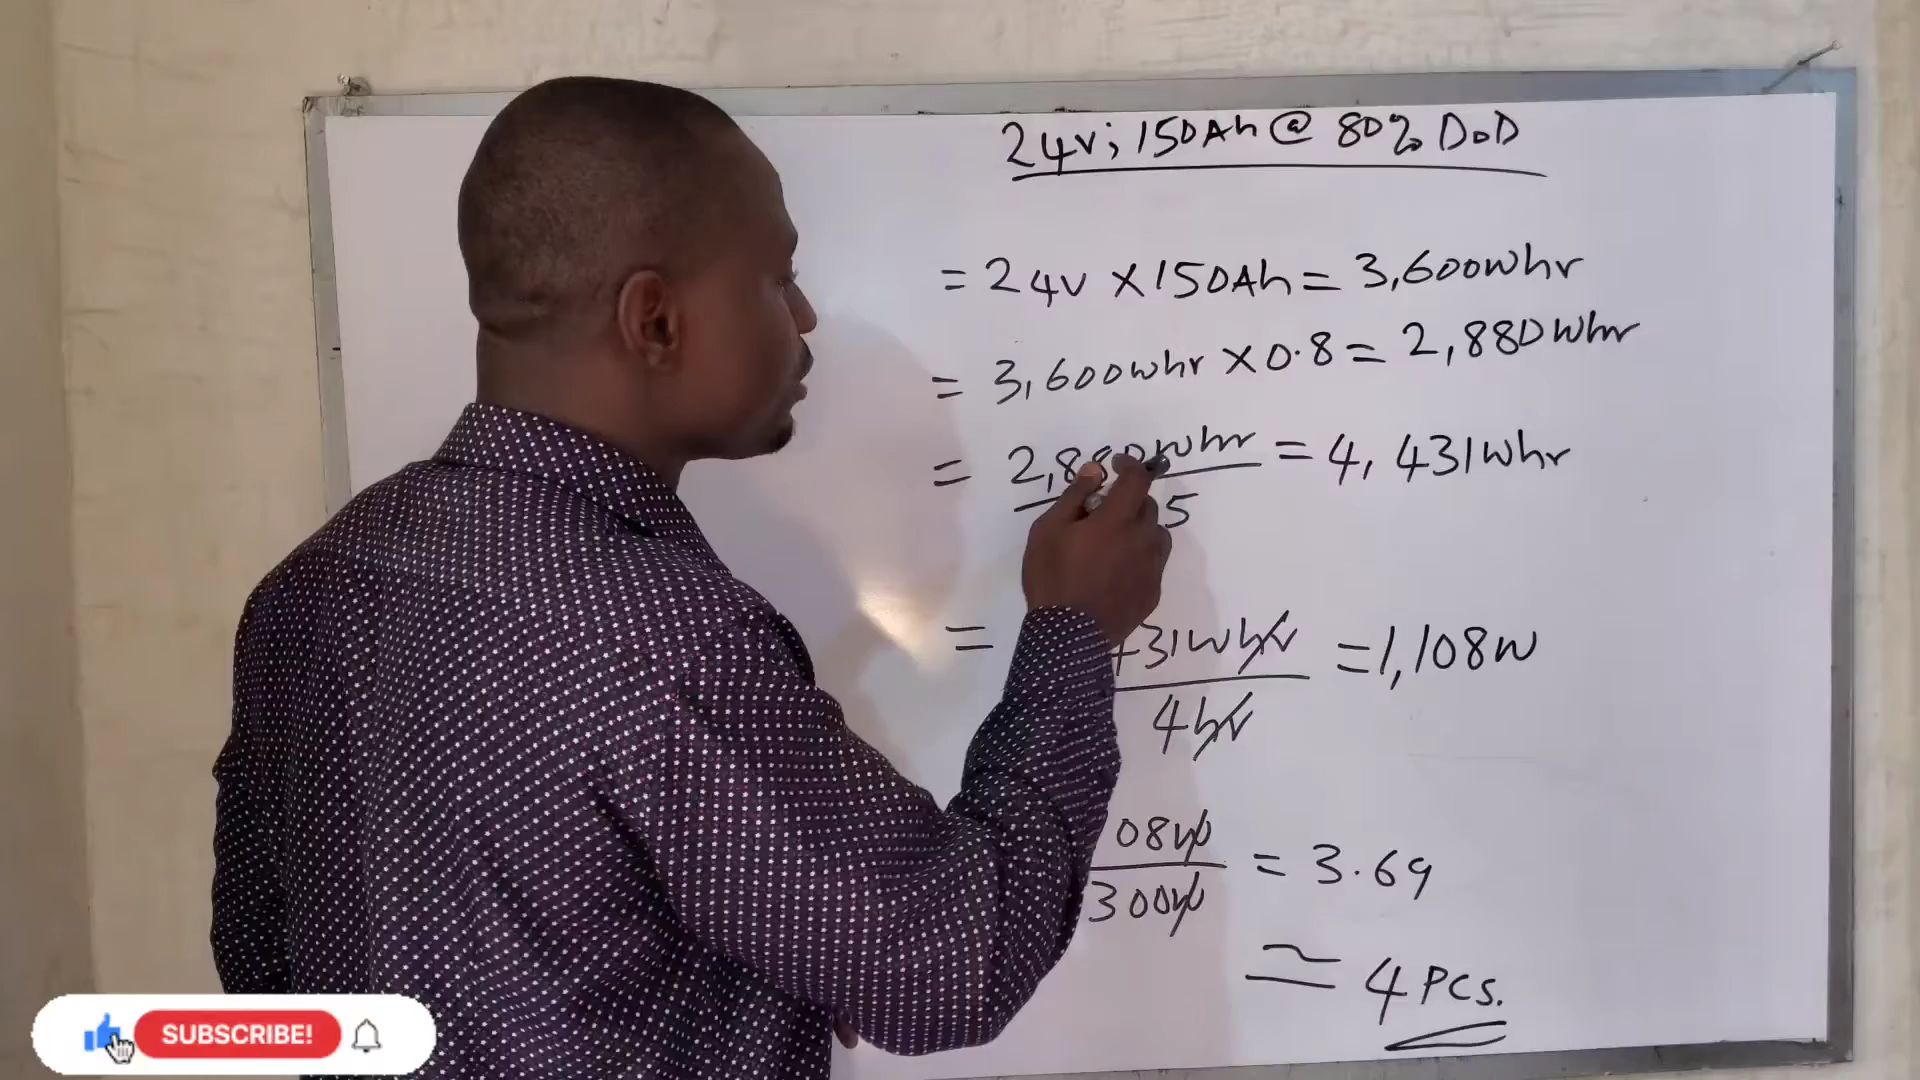 24V; 150Ah @ 80% DoD
= 24V X 150Ah = 3,600whr
= 3,600whr X 0.8 = 2,880whr
= 2,880whr = 4,431whr
5
= 431whr = 1,108w
4hr
08w = 3.69
300w
≅ 4 PCs.
SUBSCRIBE!